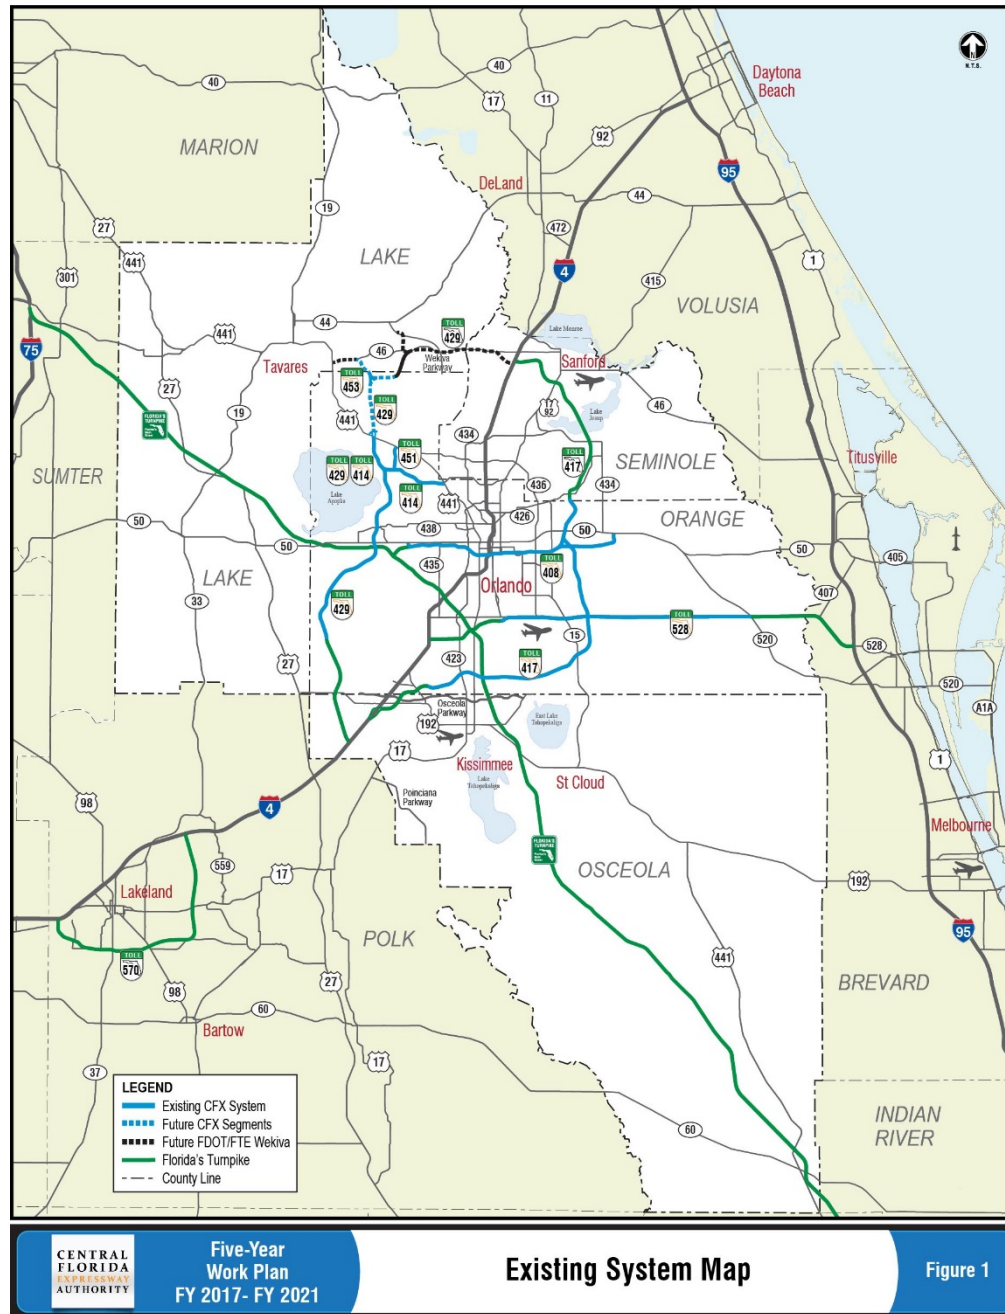 N.T.S.
Daytona
Beach
40
17
11
40
92
MARION
95
DeLand
19
44
27
LAKE
472
1
441
4
301
415
VOLUSIA
44
TOLL
429
Lake Monroe
441
75
Tavares
46
Wekiva
Parkway
Sanford
TOLL
453
27
17
92
46
TOLL
429
Lake
Jesup
19
441
434
FLORIDA'S
TURNPIKE
TOLL
451
TOLL
417
SEMINOLE
Titusville
TOLL
429
TOLL
414
436
434
SUMTER
Lake
Apopka
TOLL
414
441
426
ORANGE
438
50
50
50
405
50
LAKE
435
TOLL
408
407
Orlando
TOLL
429
33
15
TOLL
528
520
528
27
423
TOLL
417
520
Osceola
Parkway
A1A
192
East Lake
Tohopekaliga
17
1
Kissimmee
St Cloud
98
Lake
Tohopekaliga
4
Poinciana
Parkway
Melbourne
FLORIDA'S
TURNPIKE
559
17
OSCEOLA
192
Lakeland
95
POLK
441
TOLL
570
27
BREVARD
98
60
Bartow
17
37
LEGEND
Existing CFX System
Future CFX Segments
Future FDOT/FTE Wekiva
Florida's Turnpike
County Line
60
INDIAN
RIVER
CENTRAL
FLORIDA
EXPRESSWAY
AUTHORITY
Five-Year
Work Plan
FY 2017- FY 2021
Existing System Map
Figure 1